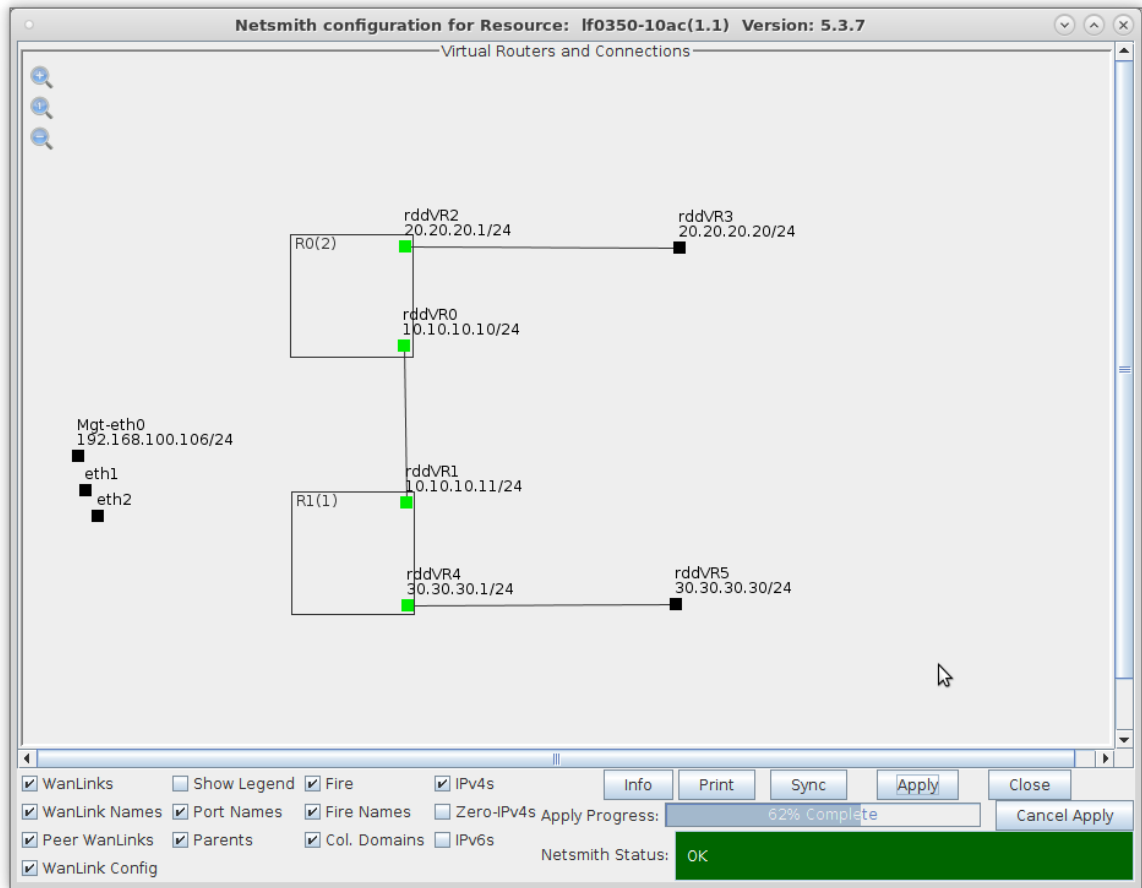 Netsmith configuration for Resource:  lf0350-10ac(1.1)  Version: 5.3.7
Virtual Routers and Connections
rddVR2
20.20.20.1/24
rddVR3
20.20.20.20/24
R0(2)
rddVR0
10.10.10.10/24
Mgt-eth0
192.168.100.106/24
eth1
eth2
rddVR1
10.10.10.11/24
R1(1)
rddVR4
30.30.30.1/24
rddVR5
30.30.30.30/24
WanLinks Show Legend Fire IPv4s Info Print Sync Apply Close
WanLink Names Port Names Fire Names Zero-IPv4s Apply Progress: 62% Complete Cancel Apply
Peer WanLinks Parents Col. Domains IPv6s Netsmith Status: OK
WanLink Config